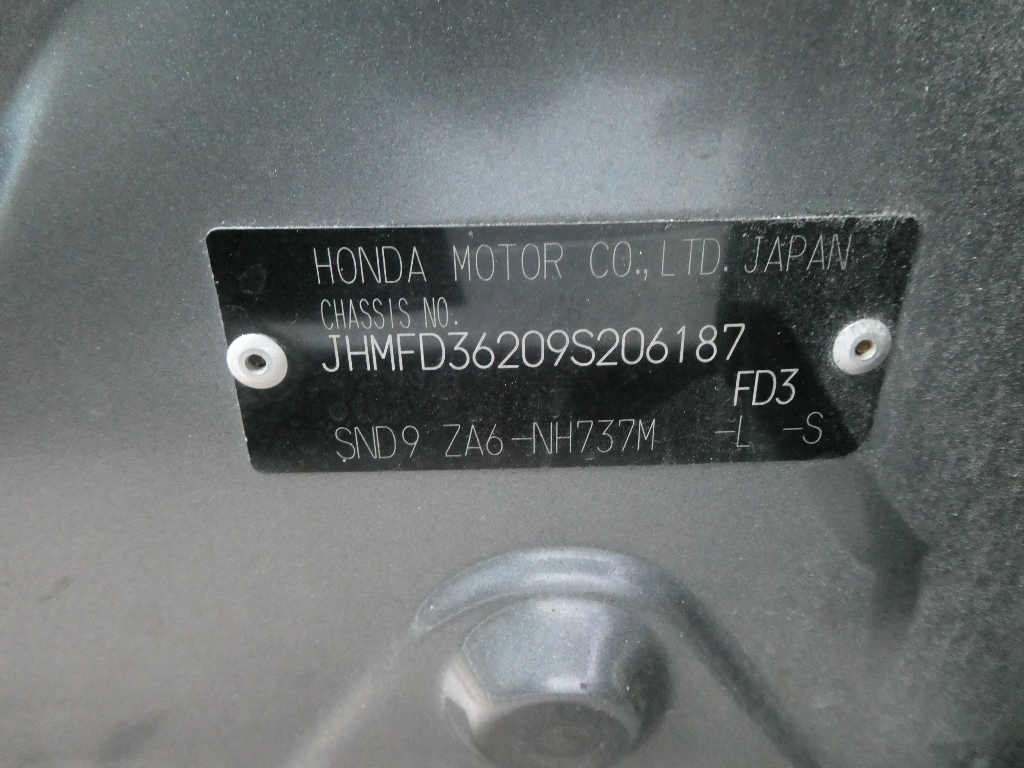 HONDA MOTOR CO.,LTD. JAPAN
CHASSIS NO.
JHMFD36209S206187
FD3
SND9 ZA6-NH737M -L -S